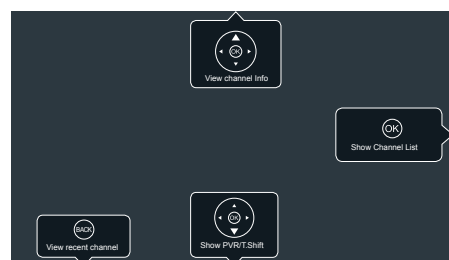 OK
View channel Info
OK
Show Channel List
OK
Show PVR/T.Shift
BACK
View recent channel